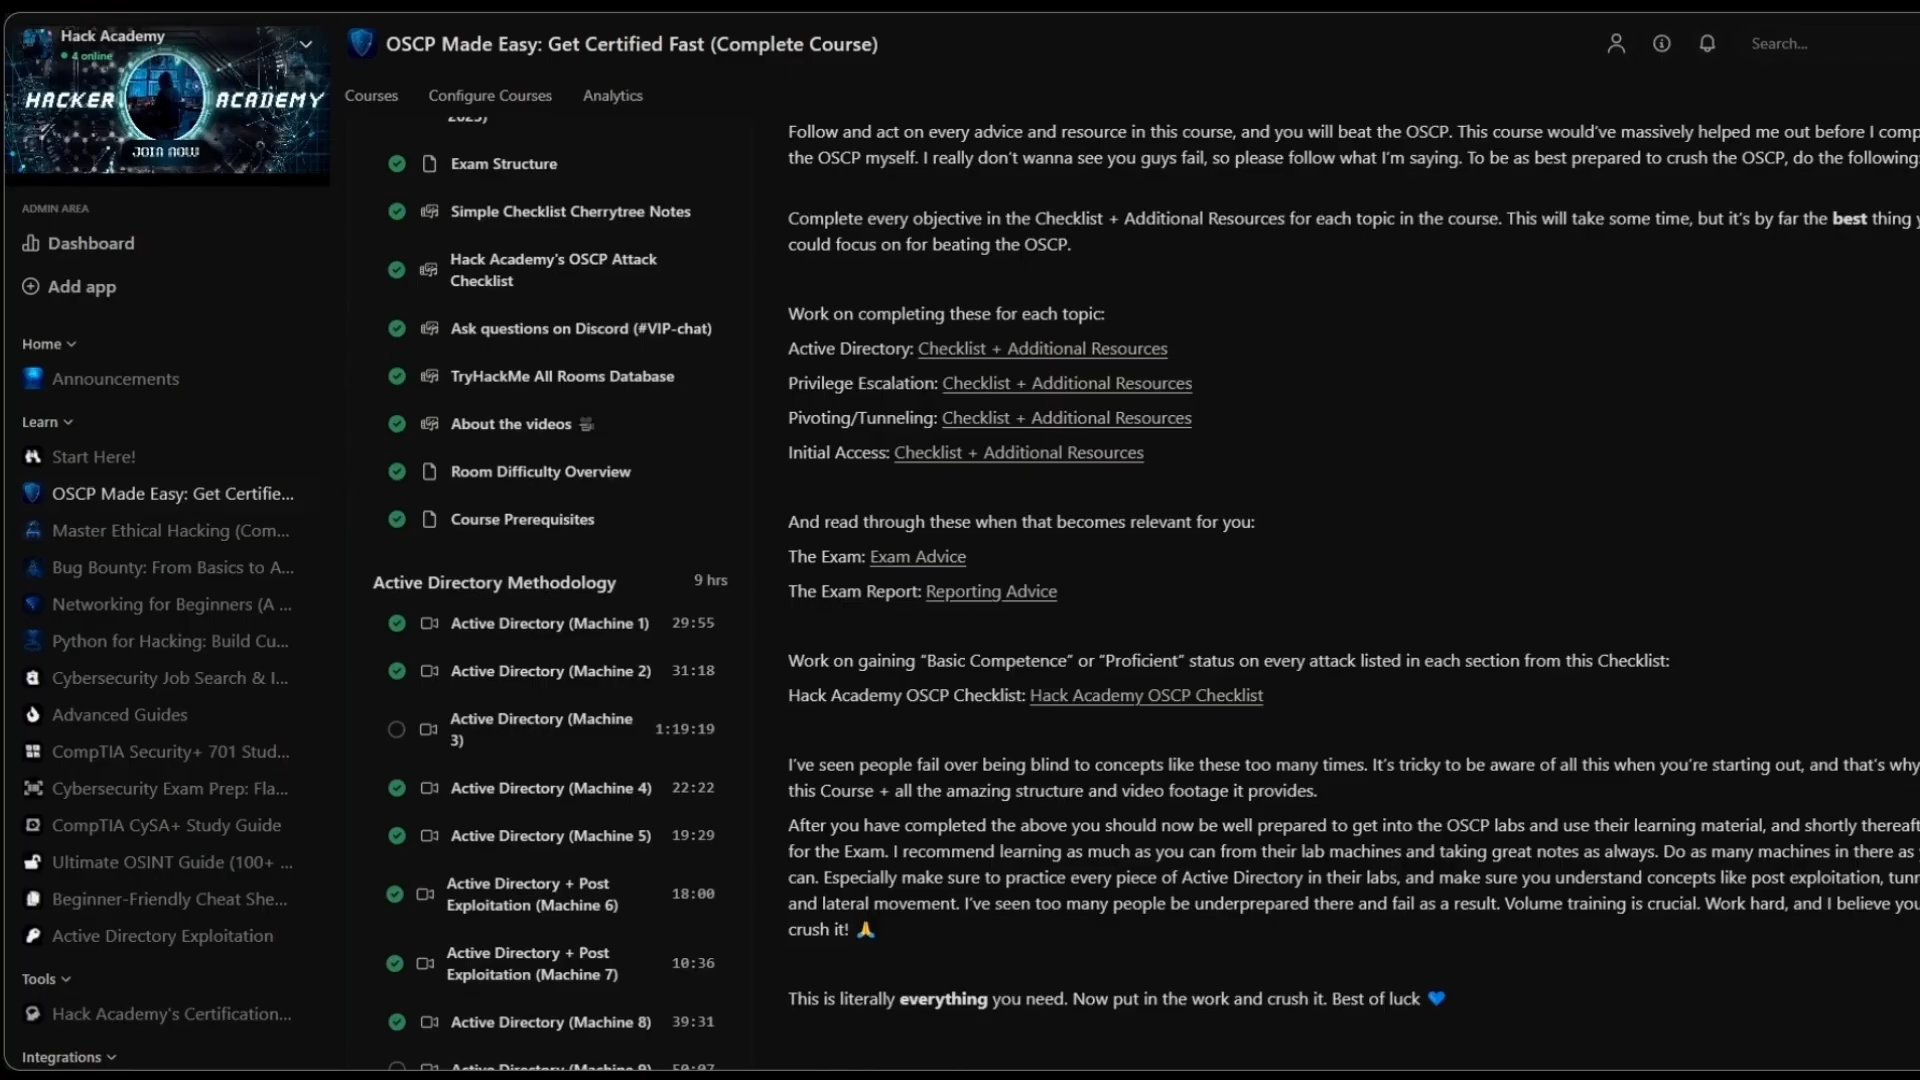 Hack Academy
4 online
HACKER ACADEMY
JOIN NOW
ADMIN AREA
Dashboard
Add app
Home
Announcements
Learn
Start Here!
OSCP Made Easy: Get Certifie...
Master Ethical Hacking (Com...
Bug Bounty: From Basics to A...
Networking for Beginners (A ...
Python for Hacking: Build Cu...
Cybersecurity Job Search & I...
Advanced Guides
CompTIA Security+ 701 Stud...
Cybersecurity Exam Prep: Fla...
CompTIA CySA+ Study Guide
Ultimate OSINT Guide (100+ ...
Beginner-Friendly Cheat She...
Active Directory Exploitation
Tools
Hack Academy's Certification...
Integrations
OSCP Made Easy: Get Certified Fast (Complete Course)
Search...
Courses
Configure Courses
Analytics
2025)
Exam Structure
Simple Checklist Cherrytree Notes
Hack Academy's OSCP Attack
Checklist
Ask questions on Discord (#VIP-chat)
TryHackMe All Rooms Database
About the videos
Room Difficulty Overview
Course Prerequisites
Active Directory Methodology 9 hrs
Active Directory (Machine 1) 29:55
Active Directory (Machine 2) 31:18
Active Directory (Machine
3) 1:19:19
Active Directory (Machine 4) 22:22
Active Directory (Machine 5) 19:29
Active Directory + Post
Exploitation (Machine 6) 18:00
Active Directory + Post
Exploitation (Machine 7) 10:36
Active Directory (Machine 8) 39:31
Active Directory (Machine 9) 50:07
Follow and act on every advice and resource in this course, and you will beat the OSCP. This course would've massively helped me out before I comp
the OSCP myself. I really don't wanna see you guys fail, so please follow what I'm saying. To be as best prepared to crush the OSCP, do the following:
Complete every objective in the Checklist + Additional Resources for each topic in the course. This will take some time, but it's by far the best thing y
could focus on for beating the OSCP.
Work on completing these for each topic:
Active Directory: Checklist + Additional Resources
Privilege Escalation: Checklist + Additional Resources
Pivoting/Tunneling: Checklist + Additional Resources
Initial Access: Checklist + Additional Resources
And read through these when that becomes relevant for you:
The Exam: Exam Advice
The Exam Report: Reporting Advice
Work on gaining “Basic Competence” or “Proficient” status on every attack listed in each section from this Checklist:
Hack Academy OSCP Checklist: Hack Academy OSCP Checklist
I've seen people fail over being blind to concepts like these too many times. It's tricky to be aware of all this when you're starting out, and that's why
this Course + all the amazing structure and video footage it provides.
After you have completed the above you should now be well prepared to get into the OSCP labs and use their learning material, and shortly thereaft
for the Exam. I recommend learning as much as you can from their lab machines and taking great notes as always. Do as many machines in there as
can. Especially make sure to practice every piece of Active Directory in their labs, and make sure you understand concepts like post exploitation, tunn
and lateral movement. I've seen too many people be underprepared there and fail as a result. Volume training is crucial. Work hard, and I believe you
crush it! 🙏
This is literally everything you need. Now put in the work and crush it. Best of luck 💙